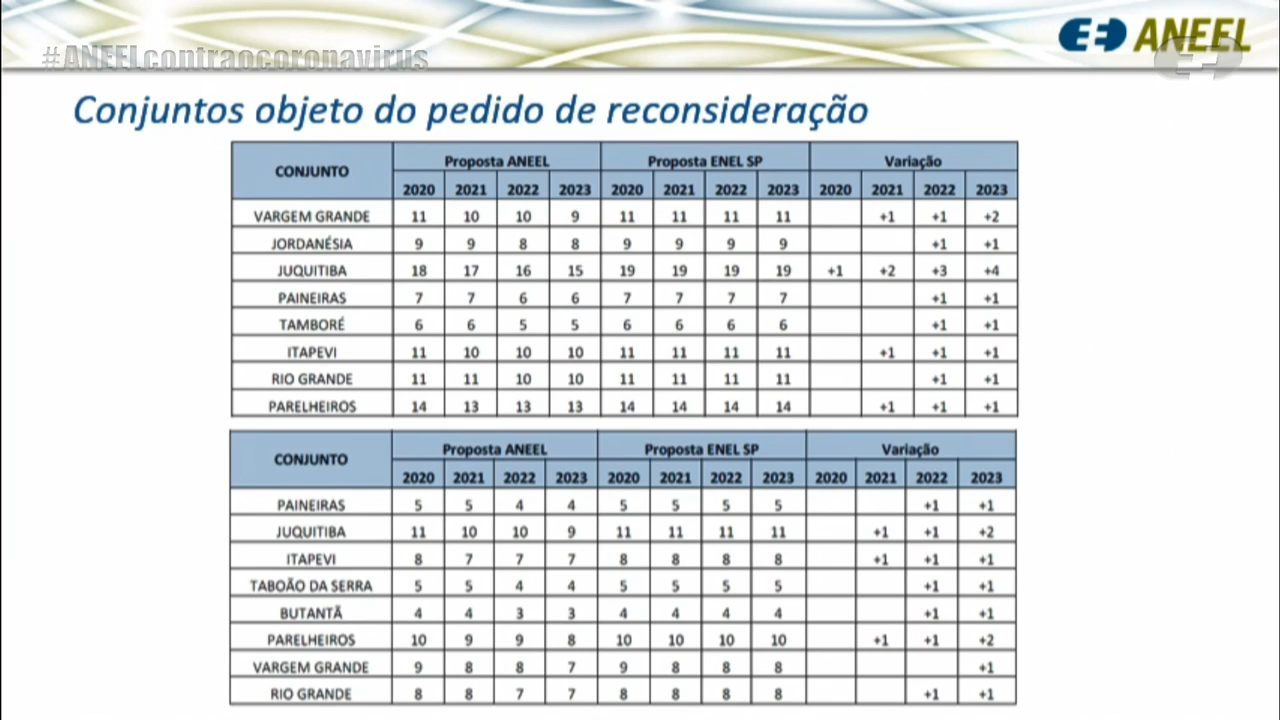 #ANEELcontraocoronavirus
ANEEL
Conjuntos objeto do pedido de reconsideração
CONJUNTO Proposta ANEEL Proposta ENEL SP Variação
2020 2021 2022 2023 2020 2021 2022 2023 2020 2021 2022 2023
VARGEM GRANDE 11 10 10 9 11 11 11 11 +1 +1 +2
JORDANÉSIA 9 9 8 8 9 9 9 9 +1 +1
JUQUITIBA 18 17 16 15 19 19 19 19 +1 +2 +3 +4
PAINEIRAS 7 7 6 6 7 7 7 7 +1 +1
TAMBORÉ 6 6 5 5 6 6 6 6 +1 +1
ITAPEVI 11 10 10 10 11 11 11 11 +1 +1 +1
RIO GRANDE 11 11 10 10 11 11 11 11 +1 +1
PARELHEIROS 14 13 13 13 14 14 14 14 +1 +1 +1
CONJUNTO Proposta ANEEL Proposta ENEL SP Variação
2020 2021 2022 2023 2020 2021 2022 2023 2020 2021 2022 2023
PAINEIRAS 5 5 4 4 5 5 5 5 +1 +1
JUQUITIBA 11 10 10 9 11 11 11 11 +1 +1 +2
ITAPEVI 8 7 7 7 8 8 8 8 +1 +1 +1
TABOÃO DA SERRA 5 5 4 4 5 5 5 5 +1 +1
BUTANTÃ 4 4 3 3 4 4 4 4 +1 +1
PARELHEIROS 10 9 9 8 10 10 10 10 +1 +1 +2
VARGEM GRANDE 9 8 8 7 9 8 8 8 +1
RIO GRANDE 8 8 7 7 8 8 8 8 +1 +1